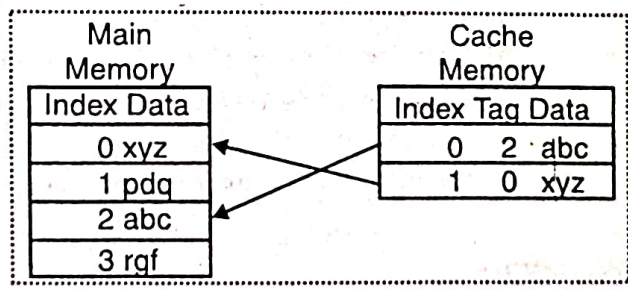 Main
Memory
Index Data
0 xyz
1 pdq
2 abc
3 rgf
Cache
Memory
Index Tag Data
0 2 abc
1 0 xyz